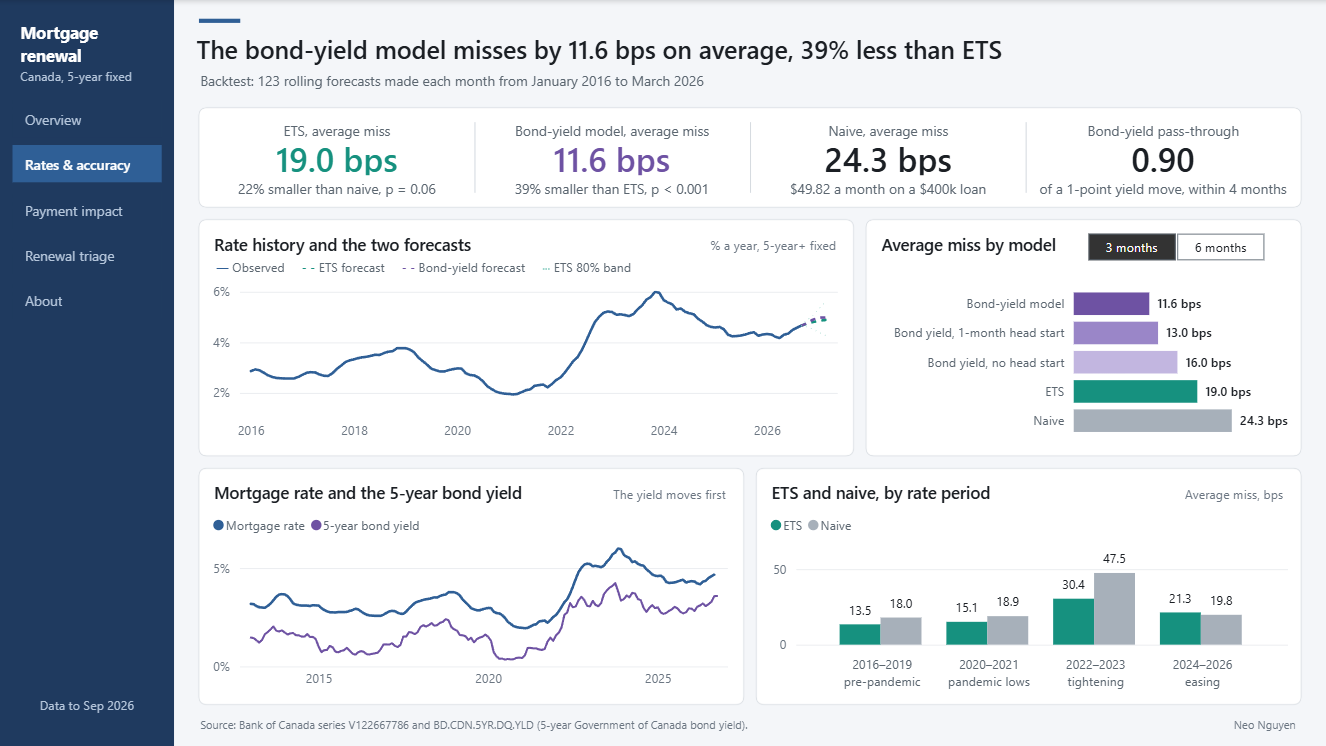 Mortgage
renewal
Canada, 5-year fixed
Overview
Rates & accuracy
Payment impact
Renewal triage
About
Data to Sep 2026
The bond-yield model misses by 11.6 bps on average, 39% less than ETS
Backtest: 123 rolling forecasts made each month from January 2016 to March 2026
ETS, average miss
19.0 bps
22% smaller than naive, p = 0.06
Bond-yield model, average miss
11.6 bps
39% smaller than ETS, p < 0.001
Naive, average miss
24.3 bps
$49.82 a month on a $400k loan
Bond-yield pass-through
0.90
of a 1-point yield move, within 4 months
Rate history and the two forecasts
% a year, 5-year+ fixed
Observed ETS forecast Bond-yield forecast ETS 80% band
6%
4%
2%
2016 2018 2020 2022 2024 2026
Average miss by model
3 months 6 months
Bond-yield model 11.6 bps
Bond yield, 1-month head start 13.0 bps
Bond yield, no head start 16.0 bps
ETS 19.0 bps
Naive 24.3 bps
Mortgage rate and the 5-year bond yield
The yield moves first
Mortgage rate 5-year bond yield
5%
0%
2015 2020 2025
ETS and naive, by rate period
Average miss, bps
ETS Naive
50
0
13.5 18.0 15.1 18.9 30.4 47.5 21.3 19.8
2016–2019 2020–2021 2022–2023 2024–2026
pre-pandemic pandemic lows tightening easing
Source: Bank of Canada series V122667786 and BD.CDN.5YR.DQ.YLD (5-year Government of Canada bond yield).
Neo Nguyen